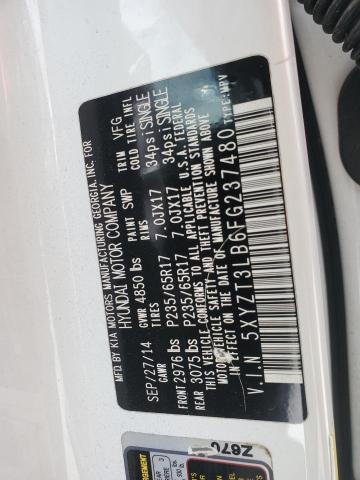 MFD.BY KIA MOTORS MANUFACTURING GEORGIA, INC. FOR
HYUNDAI MOTOR COMPANY
PAINT SWP TRIM VFG
SEP/27/14 GVWR 4850 lbs
GAWR TIRES RIMS COLD TIRE INFL
FRONT 2976 lbs P235/65R17 7.0JX17 34psi SINGLE
REAR 3075 lbs P235/65R17 7.0JX17 34psi SINGLE
THIS VEHICLE CONFORMS TO ALL APPLICABLE U.S.A. FEDERAL
MOTOR VEHICLE SAFETY AND THEFT PREVENTION STANDARDS
IN EFFECT ON THE DATE OF MANUFACTURE SHOWN ABOVE.
V.I.N 5XYZT3LB6FG237480 TYPE:MPV